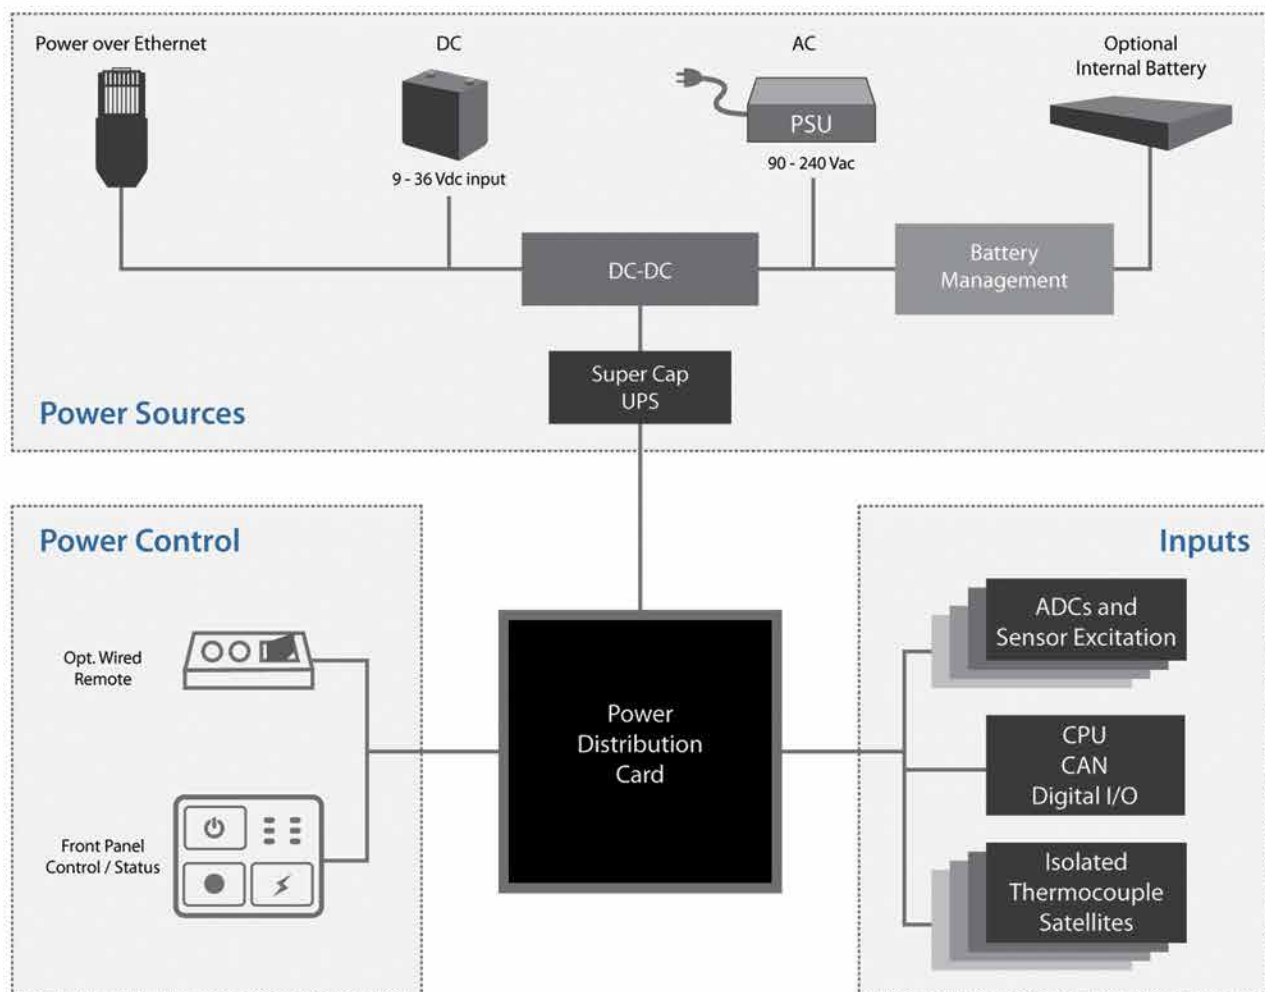 Power over Ethernet
DC
AC
Optional
Internal Battery
PSU
9 - 36 Vdc input
90 - 240 Vac
DC-DC
Battery
Management
Super Cap
UPS
Power Sources
Power Control
Opt. Wired
Remote
Front Panel
Control / Status
Power
Distribution
Card
Inputs
ADCs and
Sensor Excitation
CPU
CAN
Digital I/O
Isolated
Thermocouple
Satellites